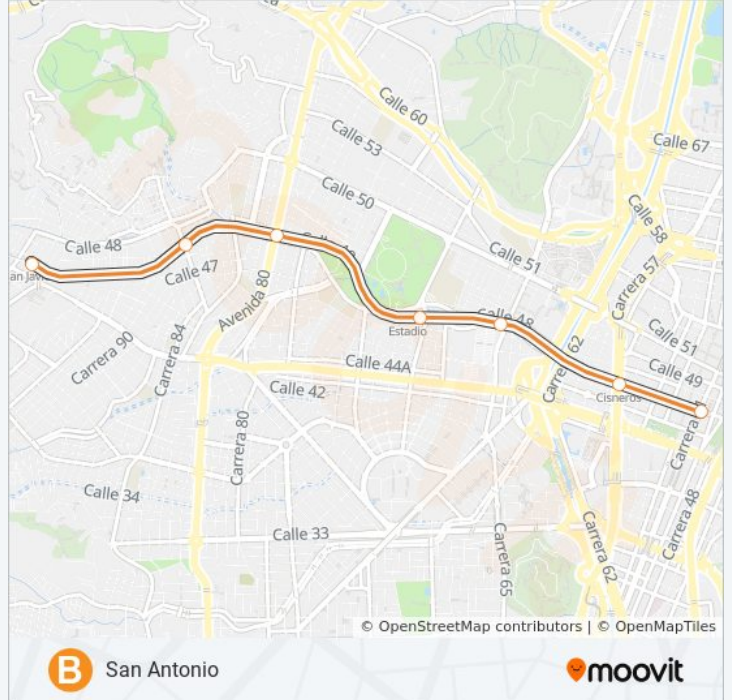 Calle 60
Calle 53
Calle 67
Calle 50
Calle 58
Calle 48
Calle 51
Calle 47
Carrera 57
Avenida 80
Calle 48
Estadio
Calle 51
Carrera 90
Carrera 84
Calle 44A
Carrera 62
Calle 49
Calle 42
Cisneros
Carrera
Carrera 80
Calle 34
Carrera 48
Calle 33
Carrera 65
Carrera 62
© OpenStreetMap contributors | © OpenMapTiles
B San Antonio
moovit